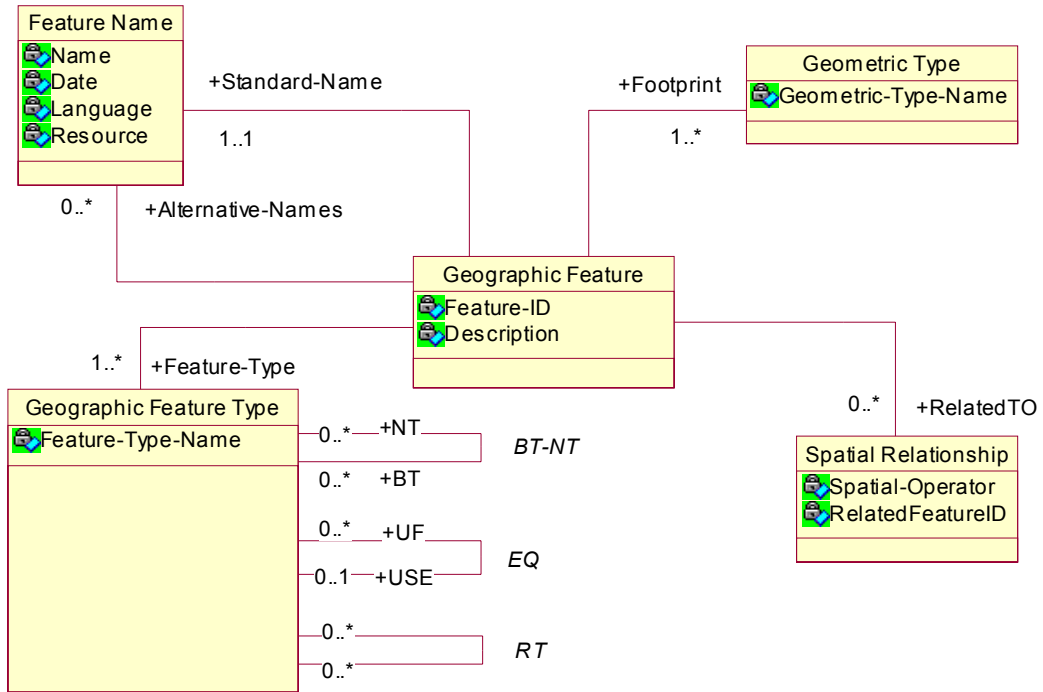 Feature Name
Name
Date
Language
Resource
+Standard-Name
1..1
0..*
+Alternative-Names
Geometric Type
Geometric-Type-Name
+Footprint
1..*
Geographic Feature
Feature-ID
Description
1..*
+Feature-Type
Geographic Feature Type
Feature-Type-Name
0..*
+NT
BT-NT
0..*
+BT
0..*
+UF
EQ
0..1
+USE
0..*
RT
0..*
0..*
+RelatedTO
Spatial Relationship
Spatial-Operator
RelatedFeatureID